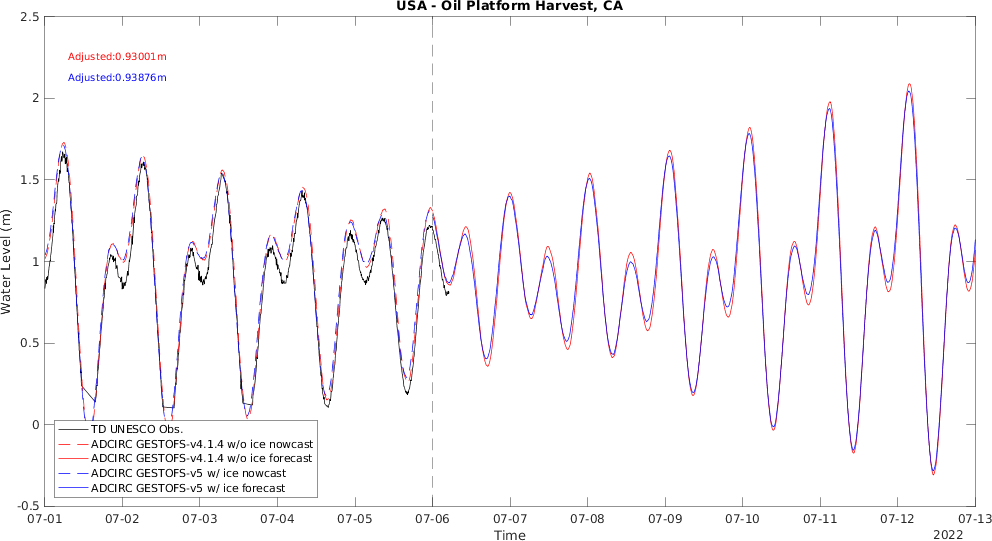 USA - Oil Platform Harvest, CA
2.5
Adjusted:0.93001m
Adjusted:0.93876m
2
1.5
1
0.5
0
-0.5
Water Level (m)
TD UNESCO Obs.
ADCIRC GESTOFS-v4.1.4 w/o ice nowcast
ADCIRC GESTOFS-v4.1.4 w/o ice forecast
ADCIRC GESTOFS-v5 w/ ice nowcast
ADCIRC GESTOFS-v5 w/ ice forecast
07-01 07-02 07-03 07-04 07-05 07-06 07-07 07-08 07-09 07-10 07-11 07-12 07-13
Time
2022